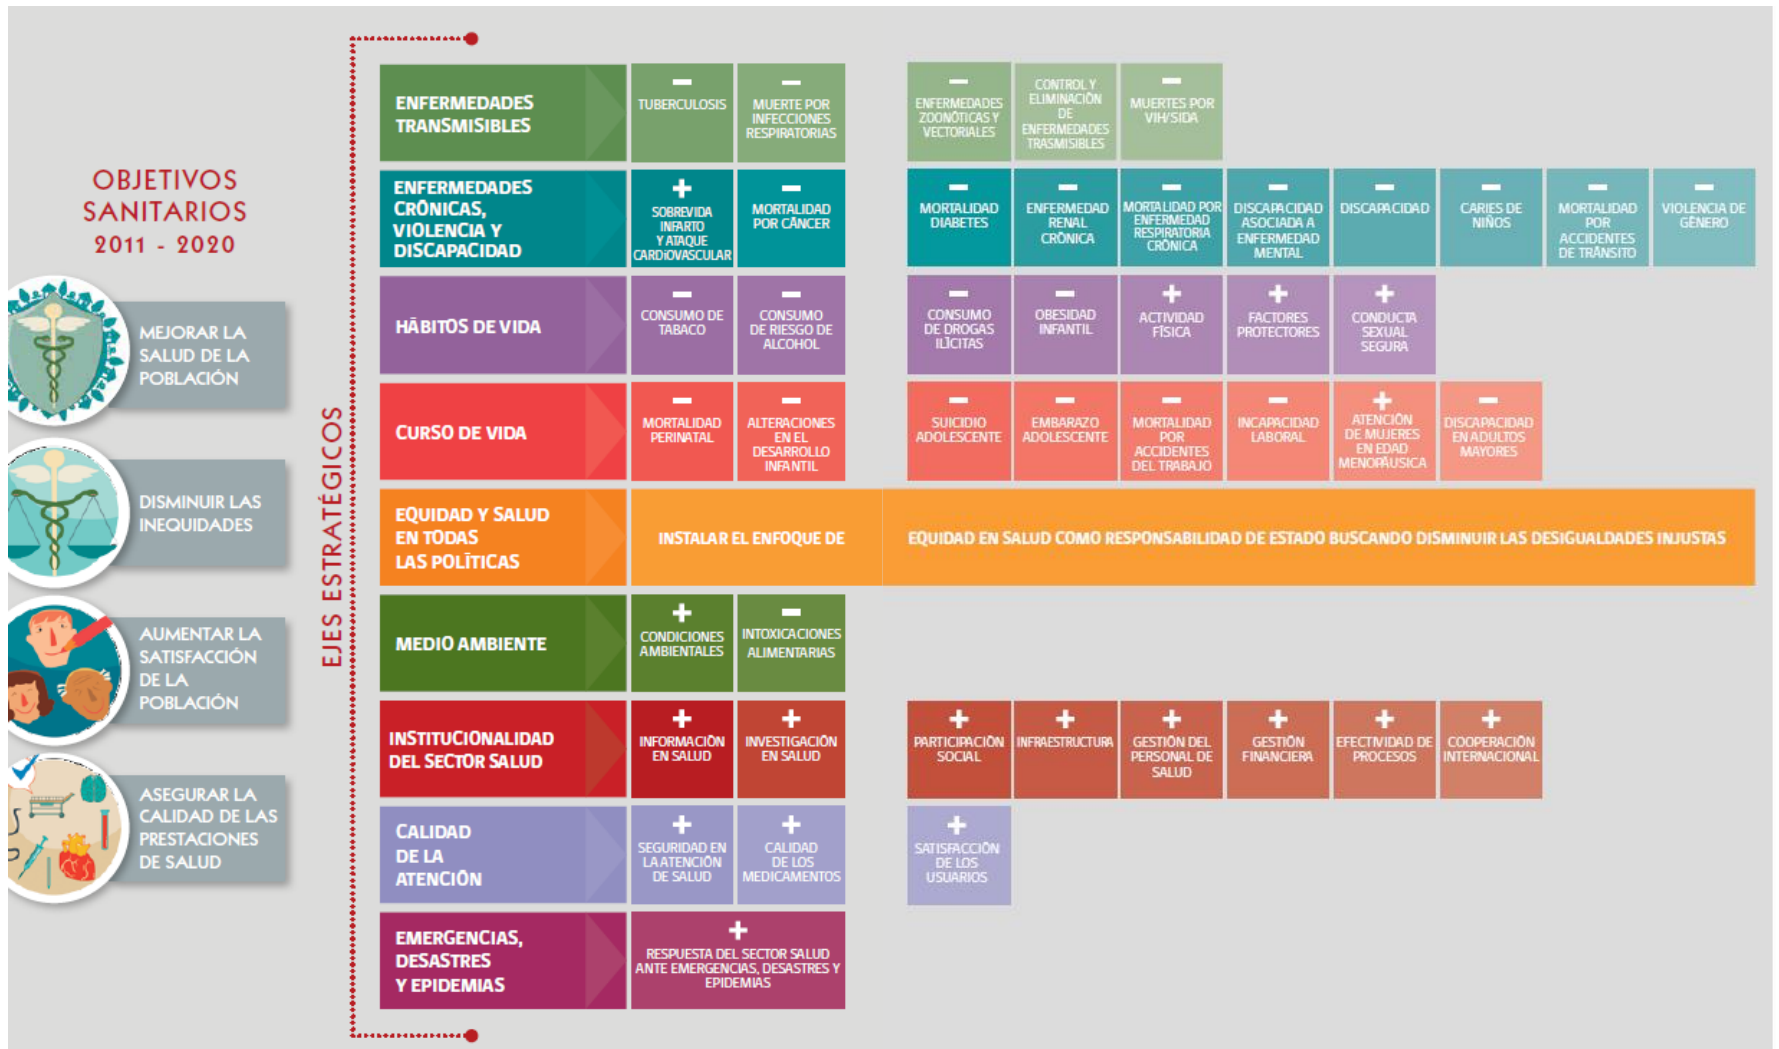 OBJETIVOS
SANITARIOS
2011 - 2020
MEJORAR LA
SALUD DE LA
POBLACIÓN
DISMINUIR LAS
INEQUIDADES
AUMENTAR LA
SATISFACCIÓN
DE LA
POBLACIÓN
ASEGURAR LA
CALIDAD DE LAS
PRESTACIONES
DE SALUD
EJES ESTRATÉGICOS
ENFERMEDADES
TRANSMISIBLES
–
TUBERCULOSIS
–
MUERTE POR
INFECCIONES
RESPIRATORIAS
–
ENFERMEDADES
ZOONÓTICAS Y
VECTORIALES
CONTROL Y
ELIMINACIÓN
DE
ENFERMEDADES
TRASMISIBLES
–
MUERTES POR
VIH/SIDA
ENFERMEDADES
CRÓNICAS,
VIOLENCIA Y
DISCAPACIDAD
+
SOBREVIDA
INFARTO
Y ATAQUE
CARDIOVASCULAR
–
MORTALIDAD
POR CÁNCER
–
MORTALIDAD
DIABETES
–
ENFERMEDAD
RENAL
CRÓNICA
–
MORTALIDAD POR
ENFERMEDAD
RESPIRATORIA
CRÓNICA
–
DISCAPACIDAD
ASOCIADA A
ENFERMEDAD
MENTAL
–
DISCAPACIDAD
–
CARIES DE
NIÑOS
–
MORTALIDAD
POR
ACCIDENTES
DE TRÁNSITO
–
VIOLENCIA DE
GÉNERO
HÁBITOS DE VIDA
–
CONSUMO DE
TABACO
–
CONSUMO
DE RIESGO DE
ALCOHOL
–
CONSUMO
DE DROGAS
ILÍCITAS
–
OBESIDAD
INFANTIL
+
ACTIVIDAD
FÍSICA
+
FACTORES
PROTECTORES
+
CONDUCTA
SEXUAL
SEGURA
CURSO DE VIDA
–
MORTALIDAD
PERINATAL
–
ALTERACIONES
EN EL
DESARROLLO
INFANTIL
–
SUICIDIO
ADOLESCENTE
–
EMBARAZO
ADOLESCENTE
–
MORTALIDAD
POR
ACCIDENTES
DEL TRABAJO
–
INCAPACIDAD
LABORAL
+
ATENCIÓN
DE MUJERES
EN EDAD
MENOPÁUSICA
–
DISCAPACIDAD
EN ADULTOS
MAYORES
EQUIDAD Y SALUD
EN TODAS
LAS POLÍTICAS
INSTALAR EL ENFOQUE DE EQUIDAD EN SALUD COMO RESPONSABILIDAD DE ESTADO BUSCANDO DISMINUIR LAS DESIGUALDADES INJUSTAS
MEDIO AMBIENTE
+
CONDICIONES
AMBIENTALES
–
INTOXICACIONES
ALIMENTARIAS
INSTITUCIONALIDAD
DEL SECTOR SALUD
+
INFORMACIÓN
EN SALUD
+
INVESTIGACIÓN
EN SALUD
+
PARTICIPACIÓN
SOCIAL
+
INFRAESTRUCTURA
+
GESTIÓN DEL
PERSONAL DE
SALUD
+
GESTIÓN
FINANCIERA
+
EFECTIVIDAD DE
PROCESOS
+
COOPERACIÓN
INTERNACIONAL
CALIDAD
DE LA
ATENCIÓN
+
SEGURIDAD EN
LA ATENCIÓN
DE SALUD
+
CALIDAD
DE LOS
MEDICAMENTOS
+
SATISFACCIÓN
DE LOS
USUARIOS
EMERGENCIAS,
DESASTRES
Y EPIDEMIAS
+
RESPUESTA DEL SECTOR SALUD
ANTE EMERGENCIAS, DESASTRES Y
EPIDEMIAS